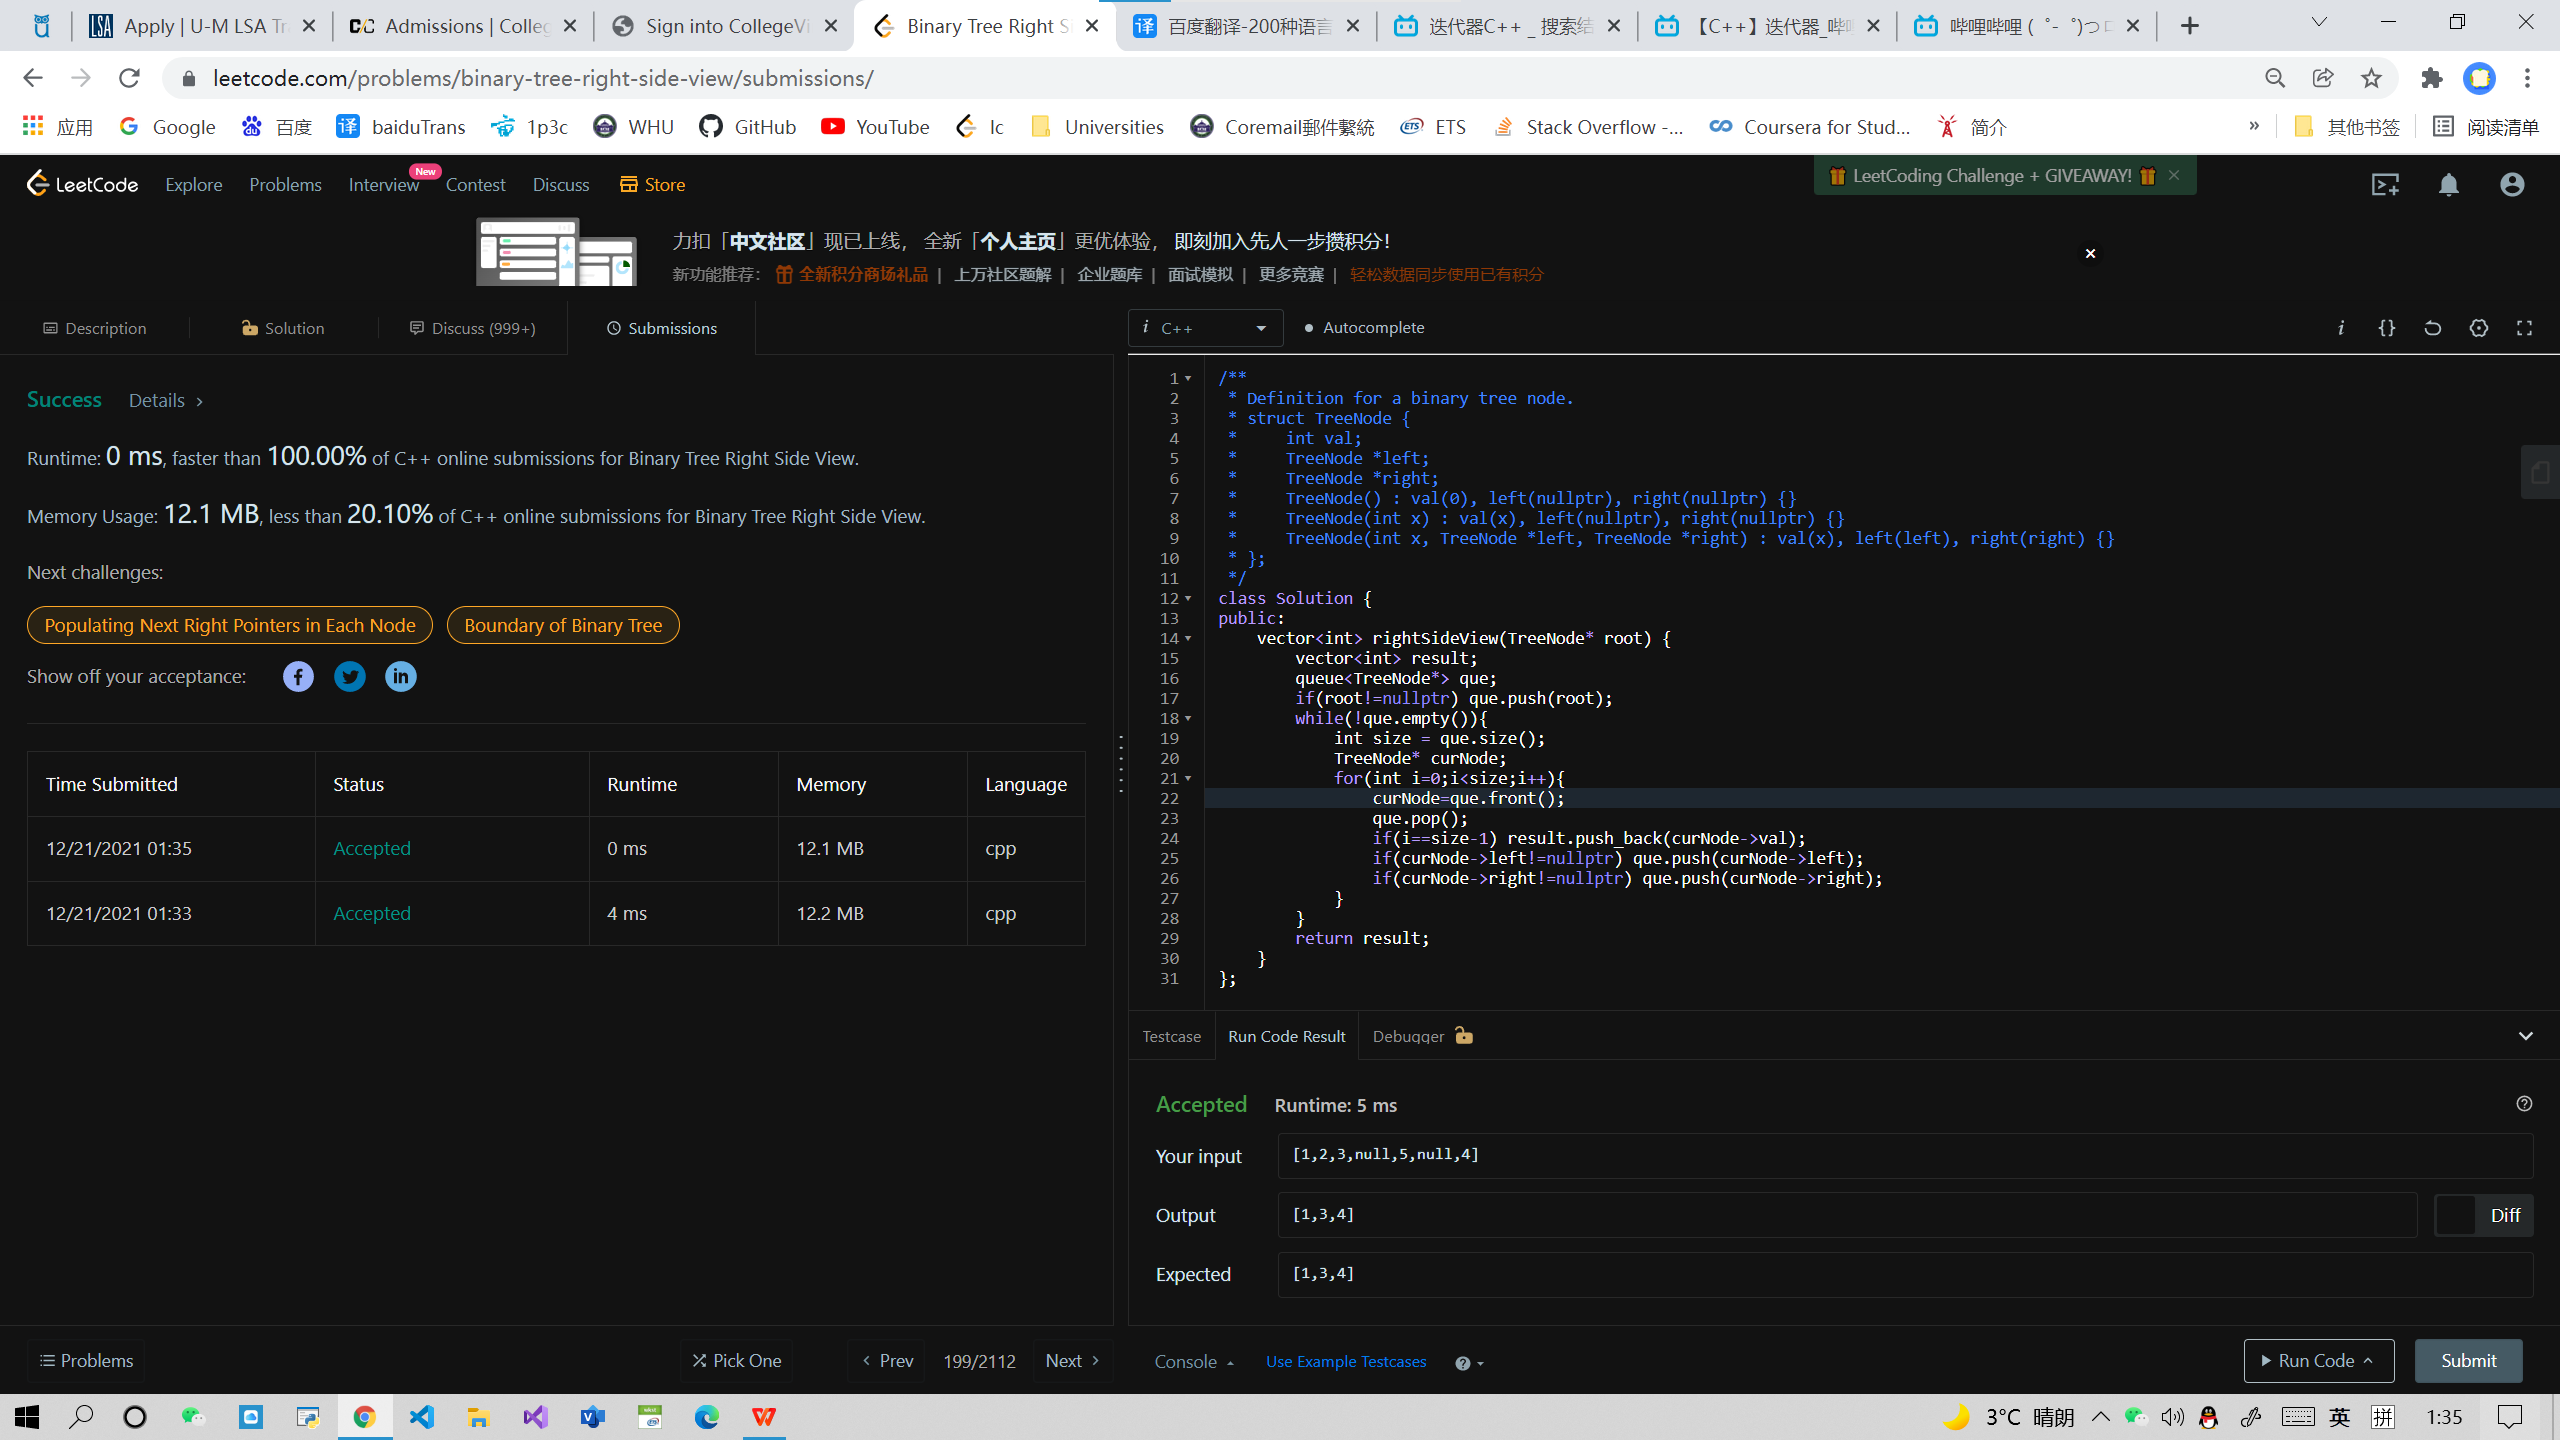 Apply | U-M LSA Tr
Admissions | Colleg
Sign into CollegeVi
Binary Tree Right S
百度翻译-200种语言
迭代器C++ _ 搜索结
【C++】迭代器_哔哩
哔哩哔哩 (゜-゜)つロ
leetcode.com/problems/binary-tree-right-side-view/submissions/
应用
Google
百度
baiduTrans
1p3c
WHU
GitHub
YouTube
lc
Universities
Coremail郵件繫統
ETS
Stack Overflow -...
Coursera for Stud...
简介
»
其他书签
阅读清单
LeetCode
Explore
Problems
Interview
New
Contest
Discuss
Store
LeetCoding Challenge + GIVEAWAY!
力扣「中文社区」现已上线， 全新「个人主页」更优体验， 即刻加入先人一步攒积分！
新功能推荐： 全新积分商场礼品 | 上万社区题解 | 企业题库 | 面试模拟 | 更多竞赛 | 轻松数据同步使用已有积分
Description
Solution
Discuss (999+)
Submissions
Success
Details >
Runtime: 0 ms, faster than 100.00% of C++ online submissions for Binary Tree Right Side View.
Memory Usage: 12.1 MB, less than 20.10% of C++ online submissions for Binary Tree Right Side View.
Next challenges:
Populating Next Right Pointers in Each Node
Boundary of Binary Tree
Show off your acceptance:
Time Submitted Status Runtime Memory Language
12/21/2021 01:35 Accepted 0 ms 12.1 MB cpp
12/21/2021 01:33 Accepted 4 ms 12.2 MB cpp
i C++
Autocomplete
i {}
1 /**
2 * Definition for a binary tree node.
3 * struct TreeNode {
4 *     int val;
5 *     TreeNode *left;
6 *     TreeNode *right;
7 *     TreeNode() : val(0), left(nullptr), right(nullptr) {}
8 *     TreeNode(int x) : val(x), left(nullptr), right(nullptr) {}
9 *     TreeNode(int x, TreeNode *left, TreeNode *right) : val(x), left(left), right(right) {}
10 * };
11 */
12 class Solution {
13 public:
14     vector<int> rightSideView(TreeNode* root) {
15         vector<int> result;
16         queue<TreeNode*> que;
17         if(root!=nullptr) que.push(root);
18         while(!que.empty()){
19             int size = que.size();
20             TreeNode* curNode;
21             for(int i=0;i<size;i++){
22                 curNode=que.front();
23                 que.pop();
24                 if(i==size-1) result.push_back(curNode->val);
25                 if(curNode->left!=nullptr) que.push(curNode->left);
26                 if(curNode->right!=nullptr) que.push(curNode->right);
27             }
28         }
29         return result;
30     }
31 };
Testcase
Run Code Result
Debugger
Accepted
Runtime: 5 ms
Your input
[1,2,3,null,5,null,4]
Output
[1,3,4]
Diff
Expected
[1,3,4]
Problems
Pick One
Prev
199/2112
Next
Console
Use Example Testcases
Run Code
Submit
3°C 晴朗
英
拼
1:35